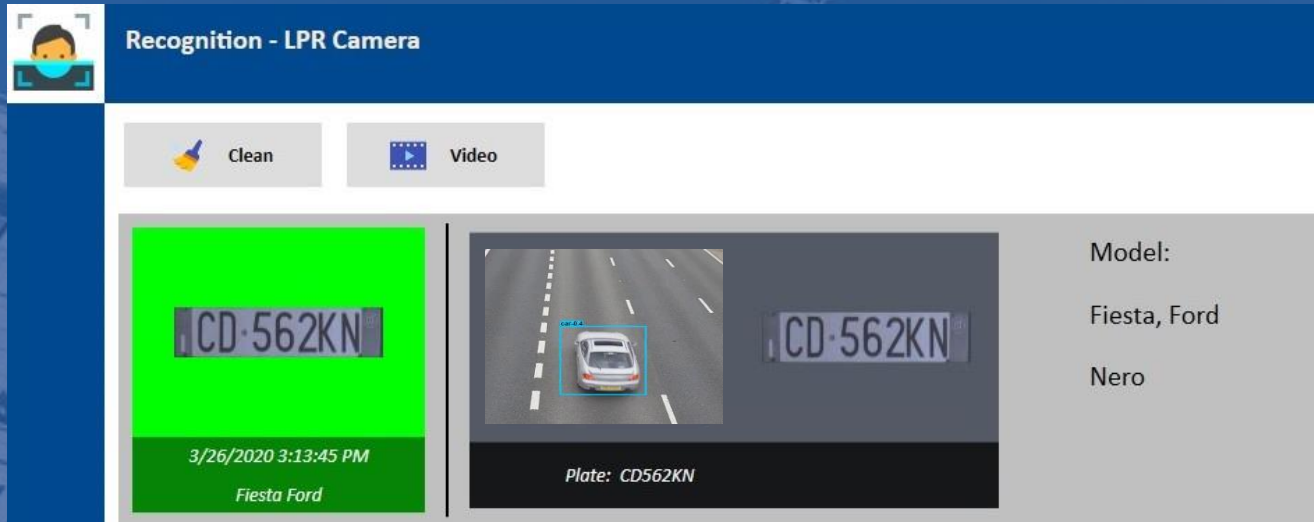 Recognition - LPR Camera
Clean
Video
CD·562KN
3/26/2020 3:13:45 PM
Fiesta Ford
CD·562KN
Plate: CD562KN
Model:
Fiesta, Ford
Nero